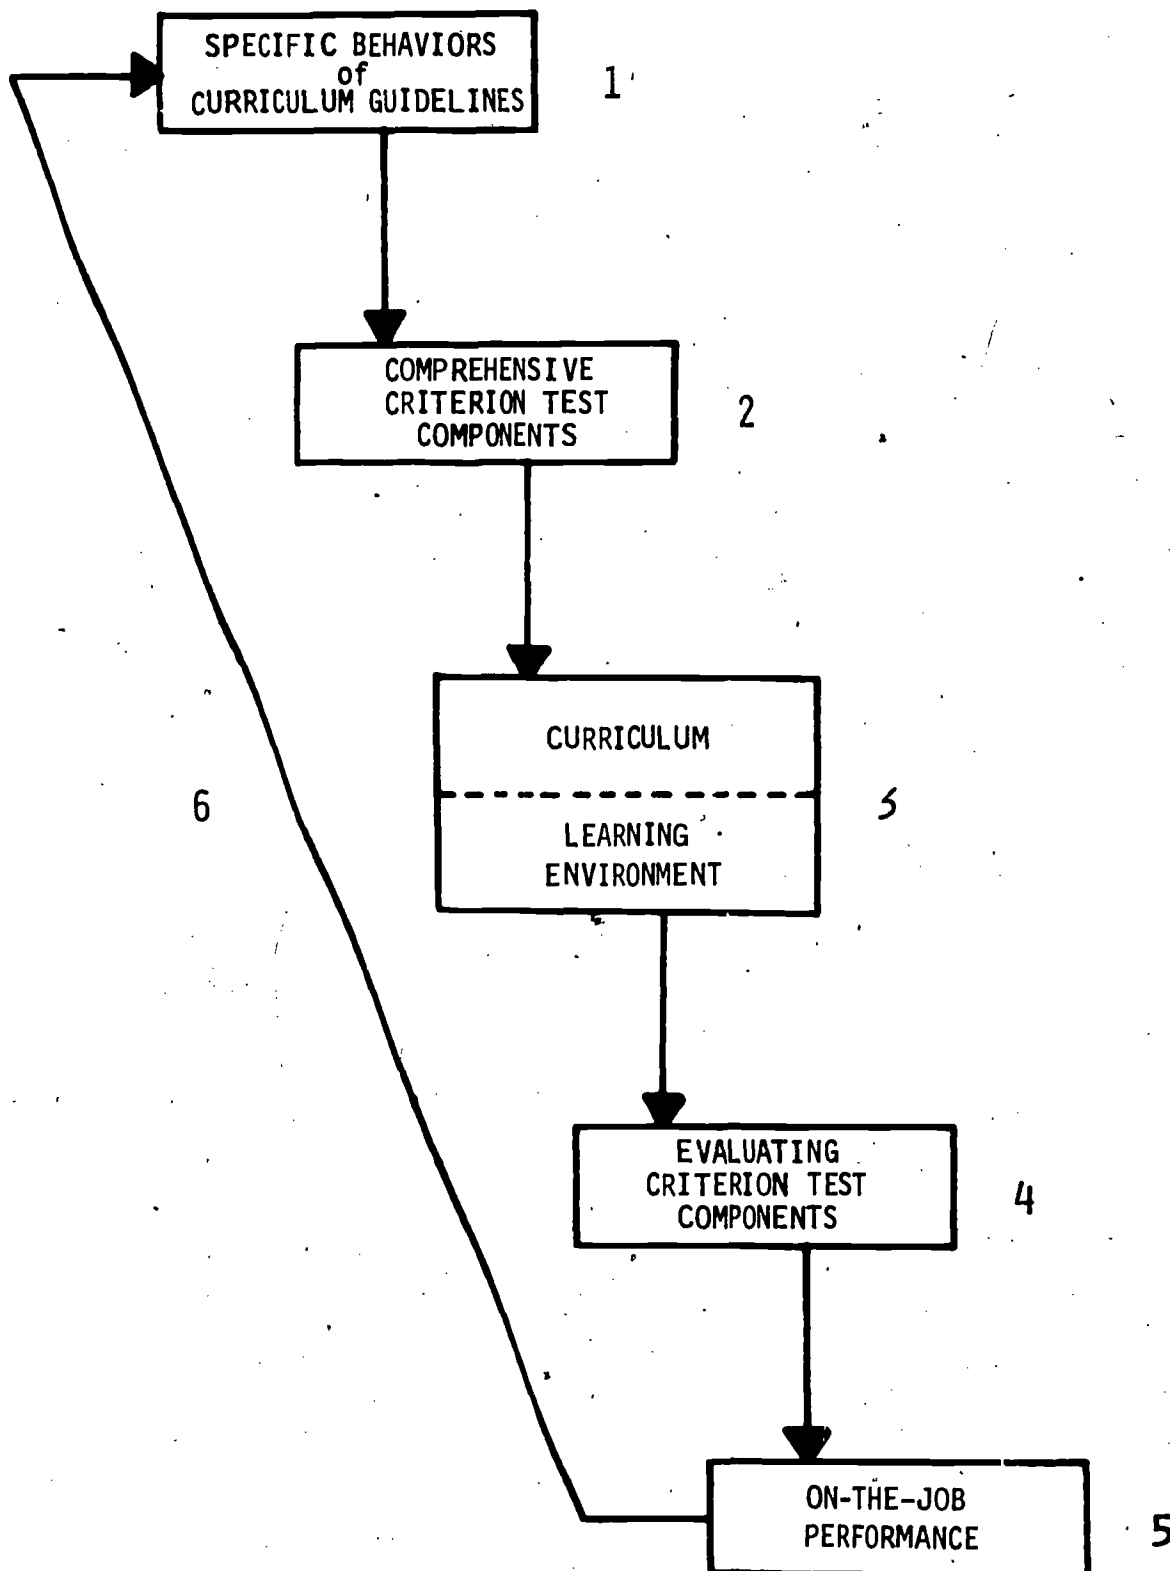 SPECIFIC BEHAVIORS
of
CURRICULUM GUIDELINES
1
COMPREHENSIVE
CRITERION TEST
COMPONENTS
2
CURRICULUM
LEARNING
ENVIRONMENT
6
EVALUATING
CRITERION TEST
COMPONENTS
4
ON-THE-JOB
PERFORMANCE
5